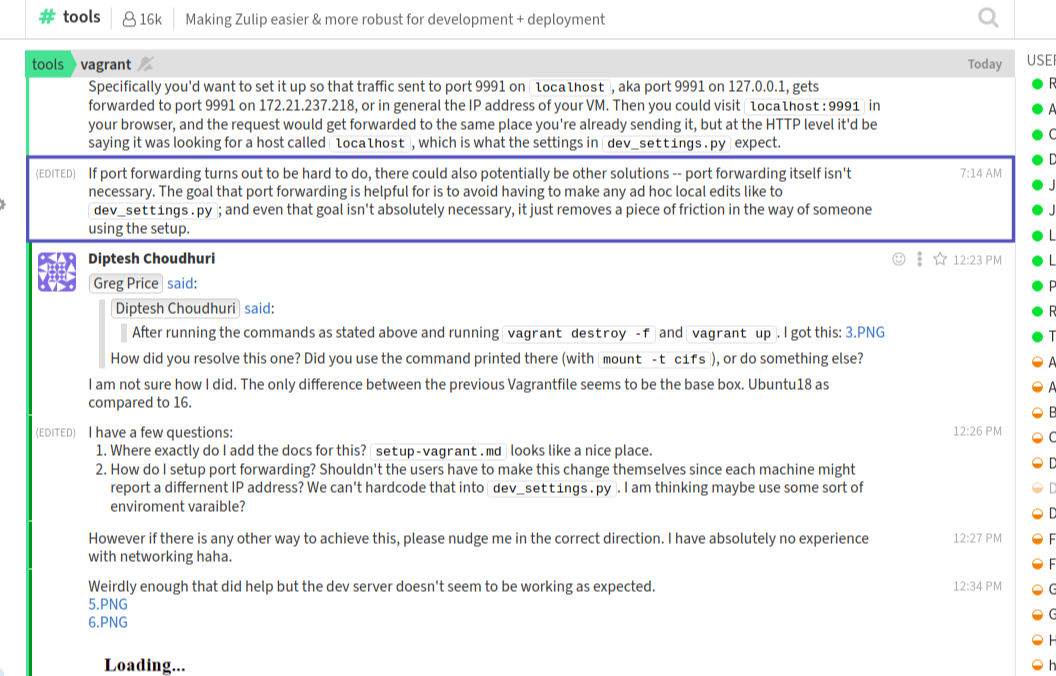 # tools 16k Making Zulip easier & more robust for development + deployment
tools vagrant Today
USER
Specifically you'd want to set it up so that traffic sent to port 9991 on localhost , aka port 9991 on 127.0.0.1, gets
forwarded to port 9991 on 172.21.237.218, or in general the IP address of your VM. Then you could visit localhost:9991 in
your browser, and the request would get forwarded to the same place you're already sending it, but at the HTTP level it'd be
saying it was looking for a host called localhost , which is what the settings in dev_settings.py expect.
(EDITED) If port forwarding turns out to be hard to do, there could also potentially be other solutions -- port forwarding itself isn't 7:14 AM
necessary. The goal that port forwarding is helpful for is to avoid having to make any ad hoc local edits like to
dev_settings.py ; and even that goal isn't absolutely necessary, it just removes a piece of friction in the way of someone
using the setup.
Diptesh Choudhuri 12:23 PM
Greg Price said:
Diptesh Choudhuri said:
After running the commands as stated above and running vagrant destroy -f and vagrant up . I got this: 3.PNG
How did you resolve this one? Did you use the command printed there (with mount -t cifs ), or do something else?
I am not sure how I did. The only difference between the previous Vagrantfile seems to be the base box. Ubuntu18 as
compared to 16.
(EDITED) I have a few questions: 12:26 PM
1. Where exactly do I add the docs for this? setup-vagrant.md looks like a nice place.
2. How do I setup port forwarding? Shouldn't the users have to make this change themselves since each machine might
report a differnent IP address? We can't hardcode that into dev_settings.py . I am thinking maybe use some sort of
enviroment varaible?
However if there is any other way to achieve this, please nudge me in the correct direction. I have absolutely no experience 12:27 PM
with networking haha.
Weirdly enough that did help but the dev server doesn't seem to be working as expected. 12:34 PM
5.PNG
6.PNG
Loading...